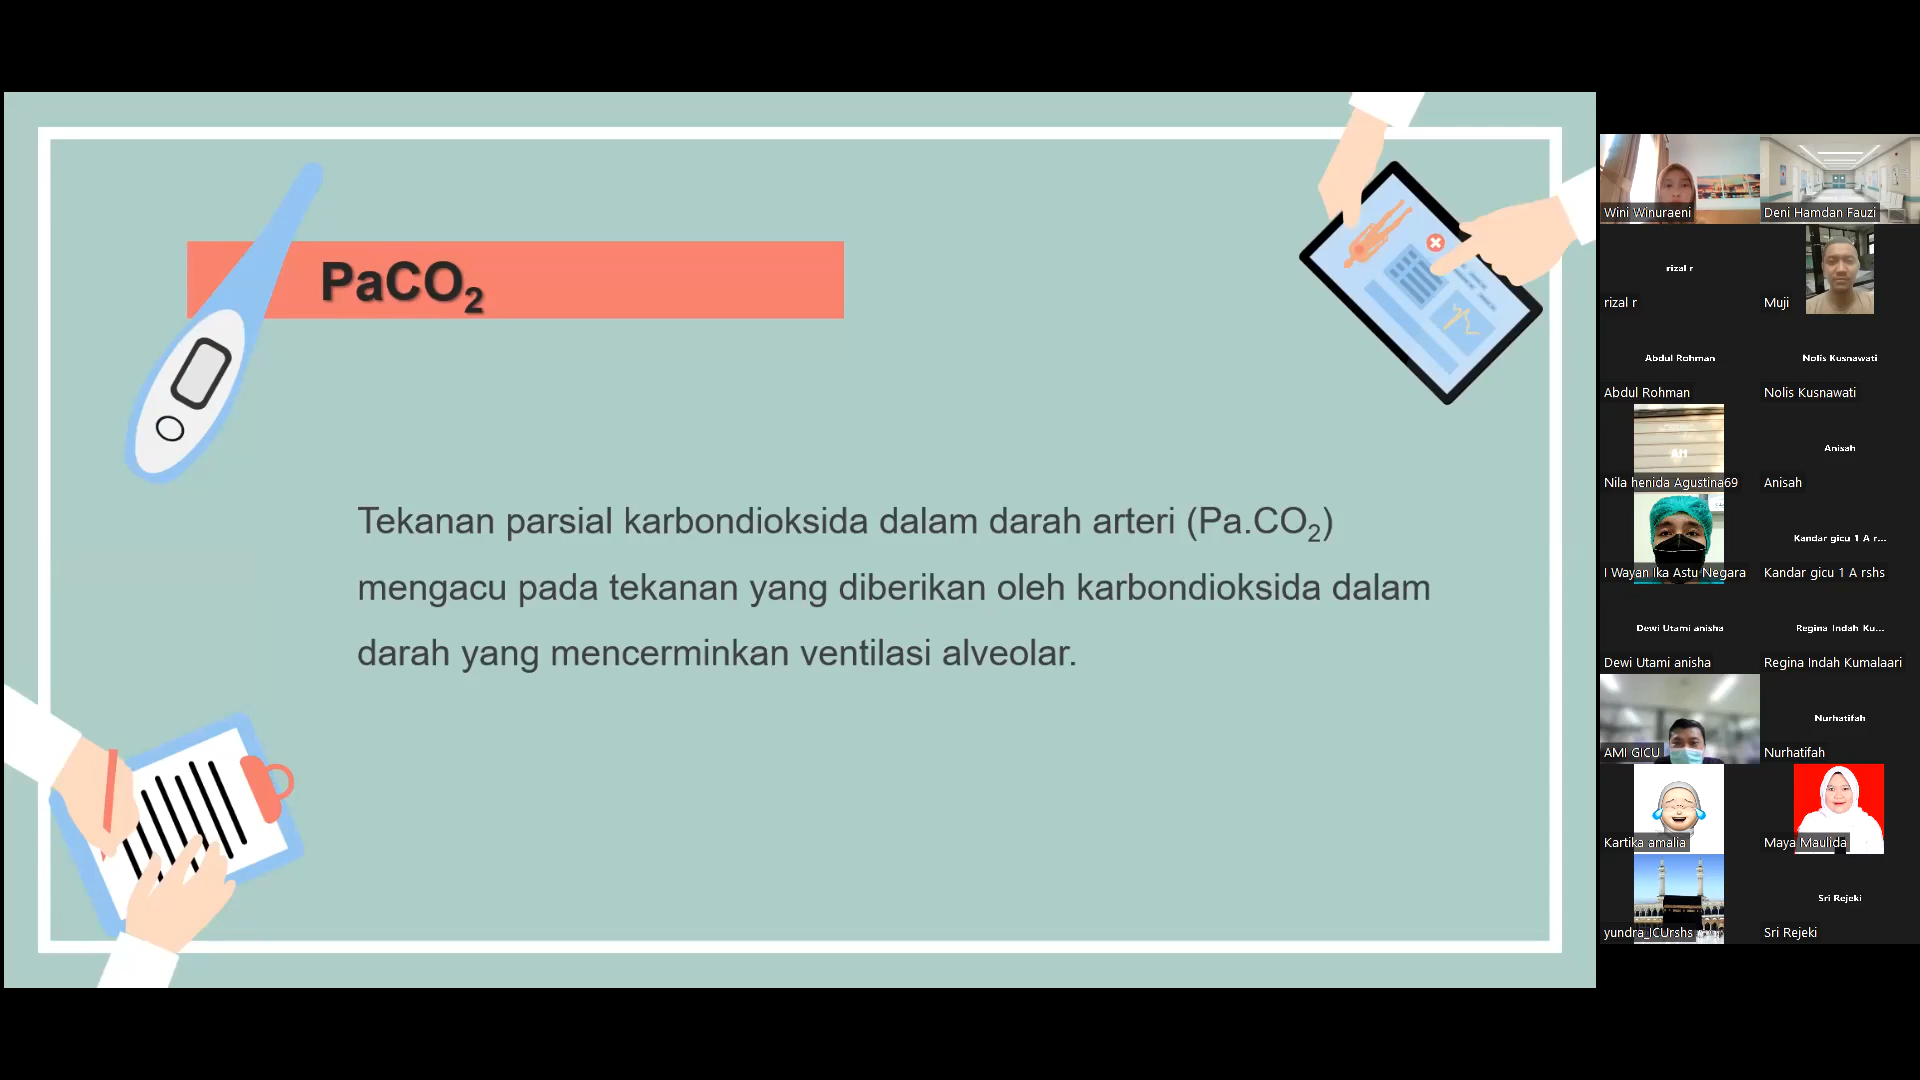 PaCO₂
Tekanan parsial karbondioksida dalam darah arteri (Pa.CO₂)
mengacu pada tekanan yang diberikan oleh karbondioksida dalam
darah yang mencerminkan ventilasi alveolar.
Wini Winuraeni
Deni Hamdan Fauzi
rizal r
rizal r
Muji
Abdul Rohman
Nolis Kusnawati
Abdul Rohman
Nolis Kusnawati
Anisah
Nila henida Agustina69
Anisah
Kandar gicu 1 A r...
I Wayan Ika Astu Negara
Kandar gicu 1 A rshs
Dewi Utami anisha
Regina Indah Ku...
Dewi Utami anisha
Regina Indah Kumalaari
Nurhatifah
AMI GICU
Nurhatifah
Kartika amalia
Maya Maulida
Sri Rejeki
yundra_ICUrshs
Sri Rejeki